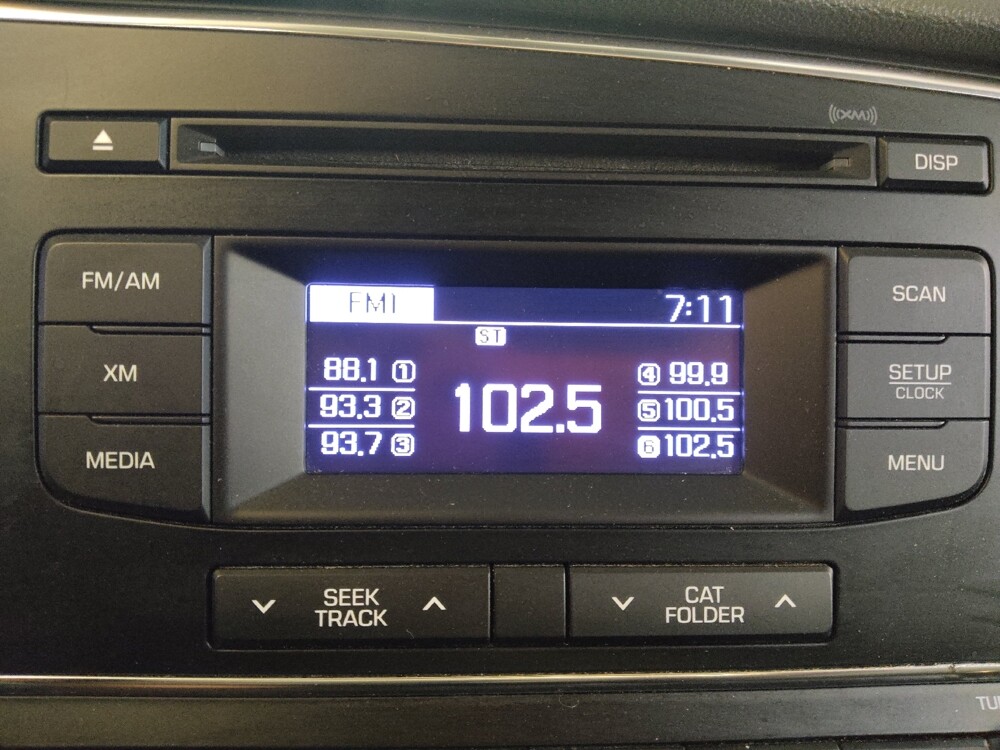 ((XM))
DISP
FM/AM
XM
MEDIA
FM1
7:11
ST
88.1 1
93.3 2
93.7 3
102.5
4 99.9
5 100.5
6 102.5
SCAN
SETUP
CLOCK
MENU
SEEK
TRACK
CAT
FOLDER